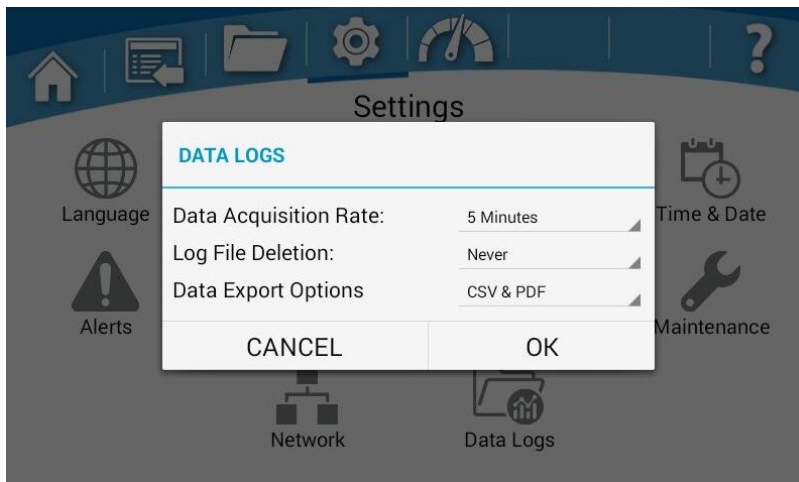 ?
Settings
DATA LOGS
Language
Data Acquisition Rate: 5 Minutes
Time & Date
Log File Deletion: Never
Data Export Options CSV & PDF
Alerts
Maintenance
CANCEL OK
Network Data Logs